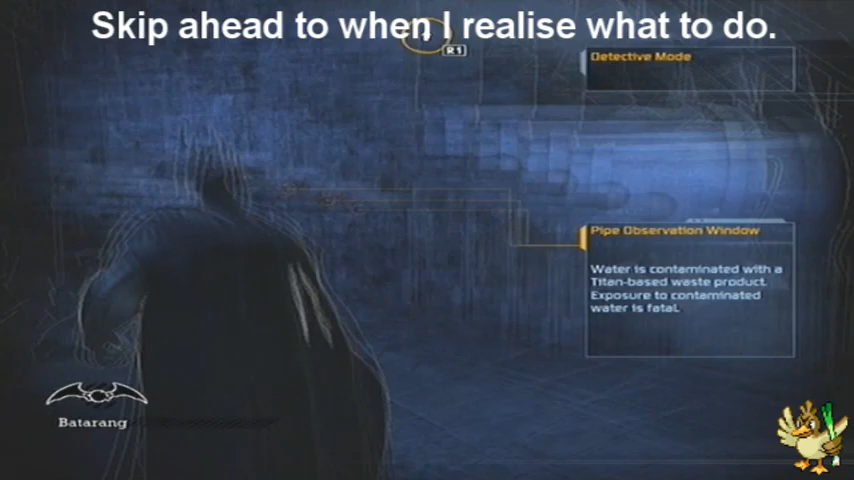 Skip ahead to when I realise what to do.
R1
Detective Mode
Pipe Observation Window
Water is contaminated with a
Titan-based waste product.
Exposure to contaminated
water is fatal.
Batarang